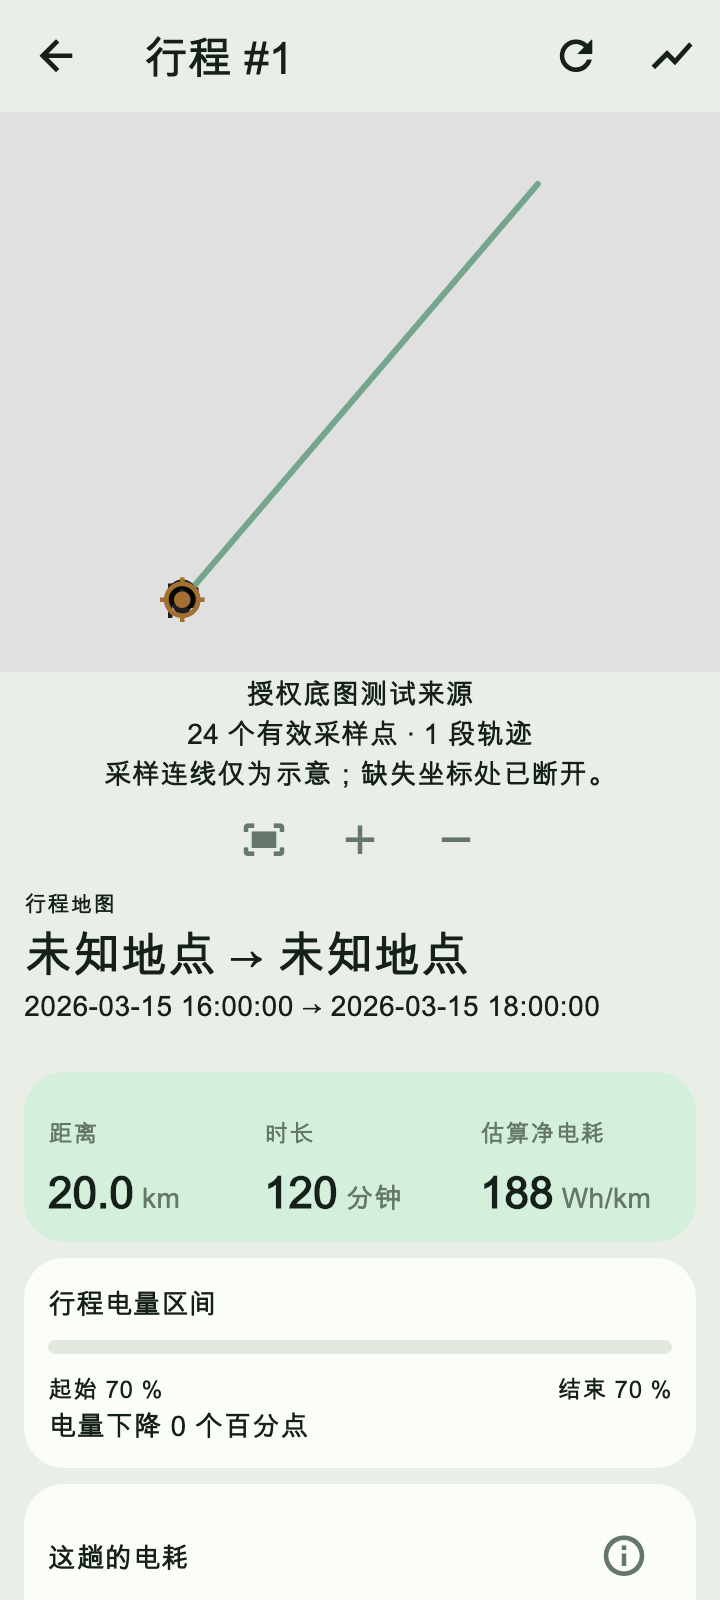 行程 #1
授权底图测试来源
24 个有效采样点 · 1 段轨迹
采样连线仅为示意；缺失坐标处已断开。
行程地图
未知地点 → 未知地点
2026-03-15 16:00:00 → 2026-03-15 18:00:00
距离 时长 估算净电耗
20.0 km 120 分钟 188 Wh/km
行程电量区间
起始 70 % 结束 70 %
电量下降 0 个百分点
这趟的电耗